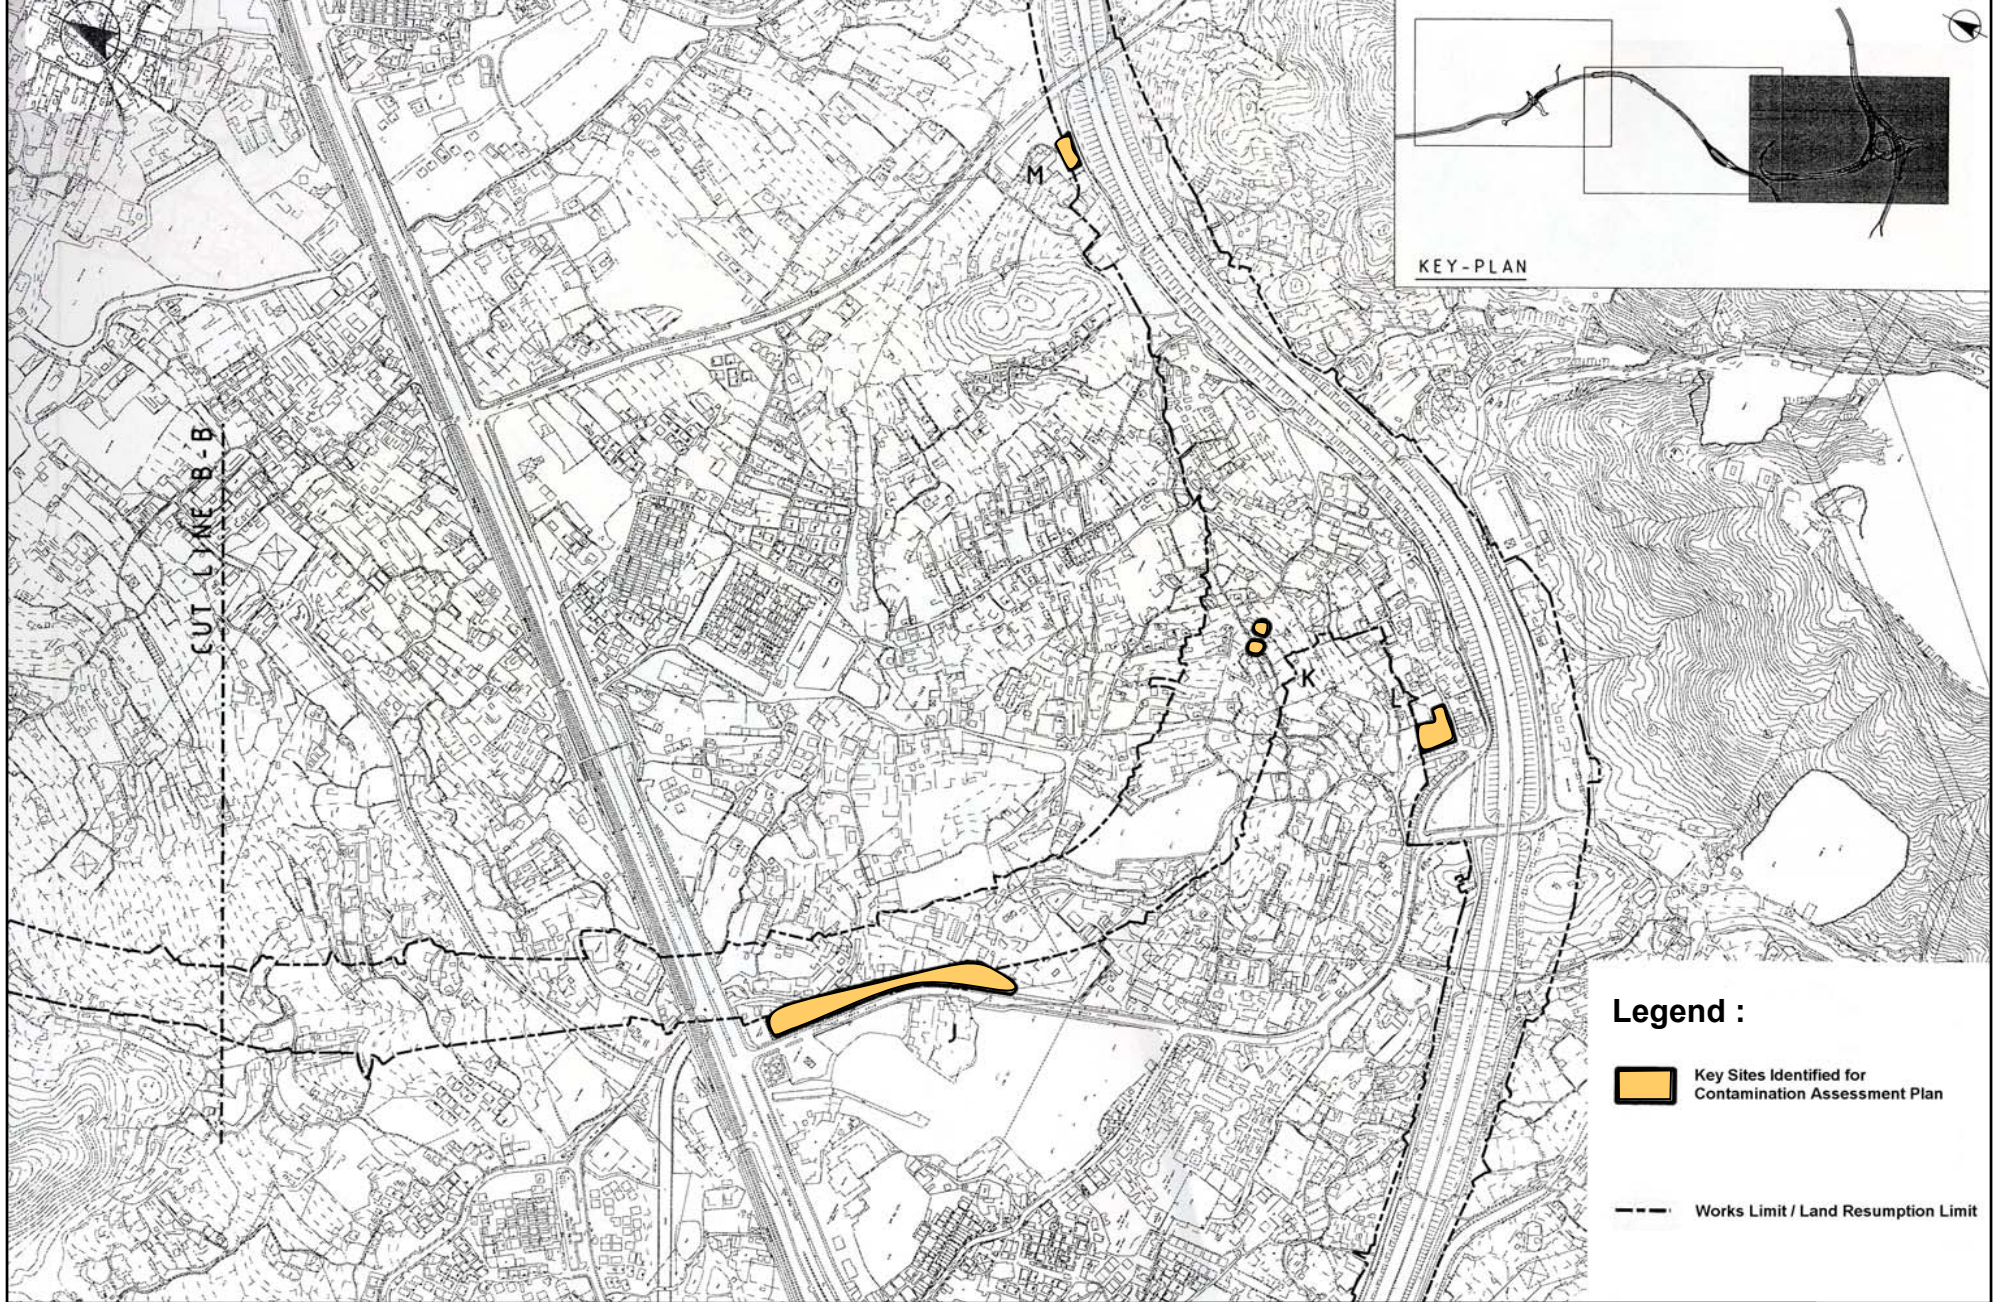 KEY-PLAN
M
CUT LINE B-B
K
L
J
Legend :
Key Sites Identified for
Contamination Assessment Plan
Works Limit / Land Resumption Limit